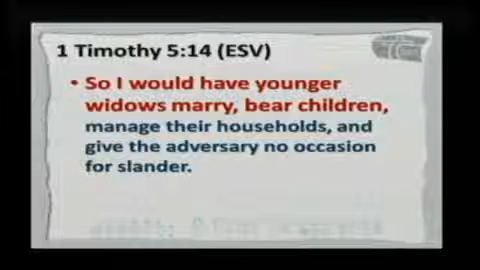 1 Timothy 5:14 (ESV)
• So I would have younger
widows marry, bear children,
manage their households, and
give the adversary no occasion
for slander.